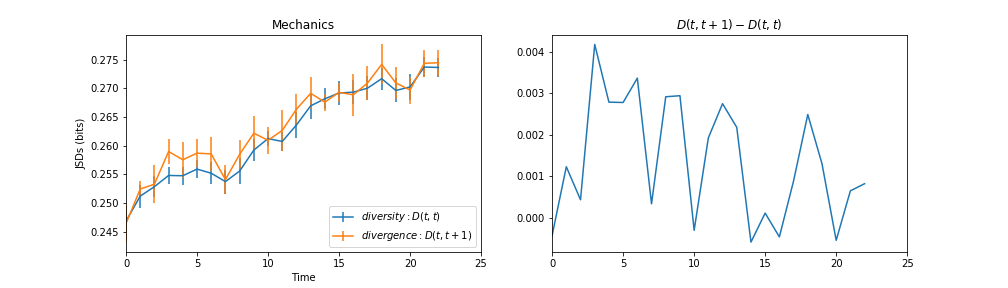 Mechanics
JSDs (bits)
0.275
0.270
0.265
0.260
0.255
0.250
0.245
diversity : D(t, t)
divergence : D(t, t + 1)
0 5 10 15 20 25
Time
D(t, t + 1) − D(t, t)
0.004
0.003
0.002
0.001
0.000
0 5 10 15 20 25